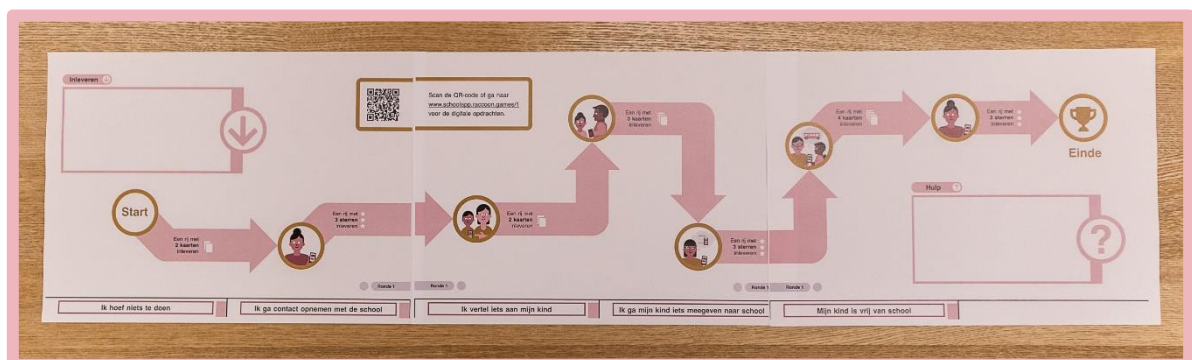 Inleveren
Scan de QR-code of ga naar
www.schoolapp.raccoon.games/1
voor de digitale opdrachten.
Start
Een rij met
2 kaarten
inleveren
Een rij met
3 sterren
inleveren
Een rij met
2 kaarten
inleveren
Een rij met
3 kaarten
inleveren
Een rij met
3 sterren
inleveren
Een rij met
4 kaarten
inleveren
Een rij met
3 sterren
inleveren
Einde
Hulp ?
?
Ronde 1
Ronde 1
Ronde 1
Ronde 1
Ik hoef niets te doen
Ik ga contact opnemen met de school
Ik vertel iets aan mijn kind
Ik ga mijn kind iets meegeven naar school
Mijn kind is vrij van school